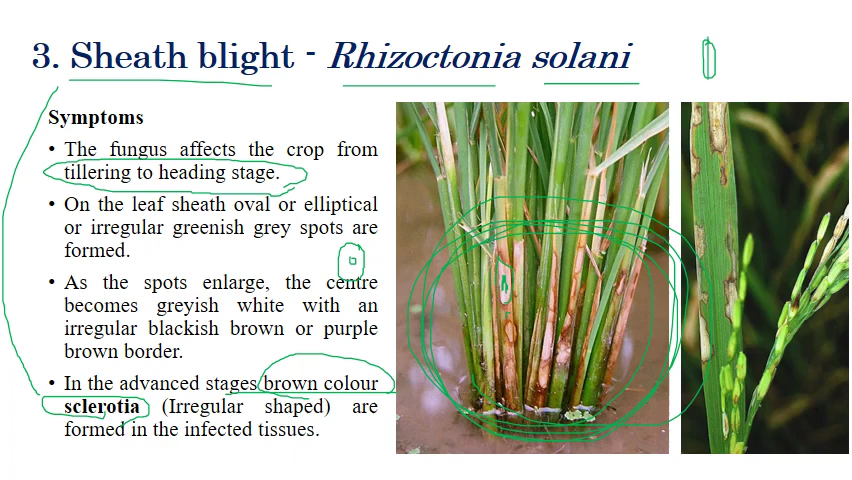 3. Sheath blight - Rhizoctonia solani
Symptoms
• The fungus affects the crop from
tillering to heading stage.
• On the leaf sheath oval or elliptical
or irregular greenish grey spots are
formed.
• As the spots enlarge, the centre
becomes greyish white with an
irregular blackish brown or purple
brown border.
• In the advanced stages brown colour
sclerotia (Irregular shaped) are
formed in the infected tissues.